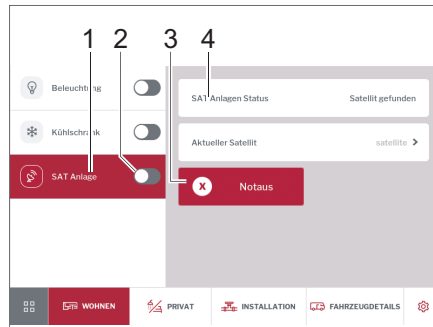 1 2 3 4
Beleuchtung
SAT Anlagen Status Satellit gefunden
Kühlschrank
Aktueller Satellit satellite >
SAT Anlage
X Notaus
WOHNEN PRIVAT INSTALLATION FAHRZEUGDETAILS